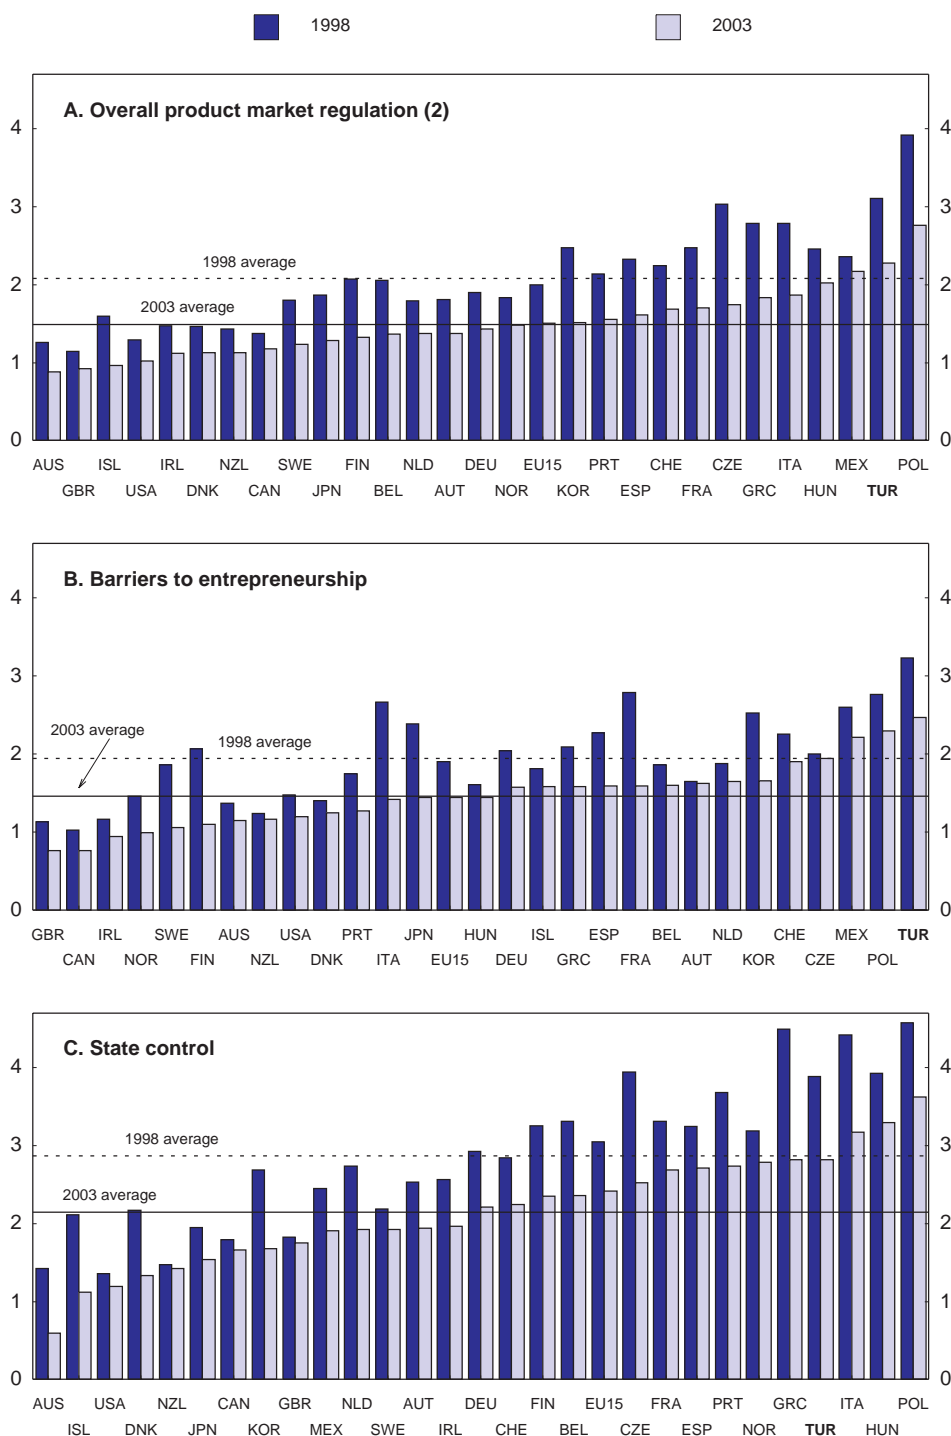 1998 2003
A. Overall product market regulation (2)
4 4
3 3
1998 average
2 2
2003 average
1 1
0 0
AUS ISL IRL NZL SWE FIN NLD DEU EU15 PRT CHE CZE ITA MEX POL
GBR USA DNK CAN JPN BEL AUT NOR KOR ESP FRA GRC HUN TUR
B. Barriers to entrepreneurship
4 4
3 3
2003 average
1998 average
2 2
1 1
0 0
GBR IRL SWE AUS USA PRT JPN HUN ISL ESP BEL NLD CHE MEX TUR
CAN NOR FIN NZL DNK ITA EU15 DEU GRC FRA AUT KOR CZE POL
C. State control
4 4
3 3
1998 average
2003 average
2 2
1 1
0 0
AUS USA NZL CAN GBR NLD AUT DEU FIN EU15 FRA PRT GRC ITA POL
ISL DNK JPN KOR MEX SWE IRL CHE BEL CZE ESP NOR TUR HUN